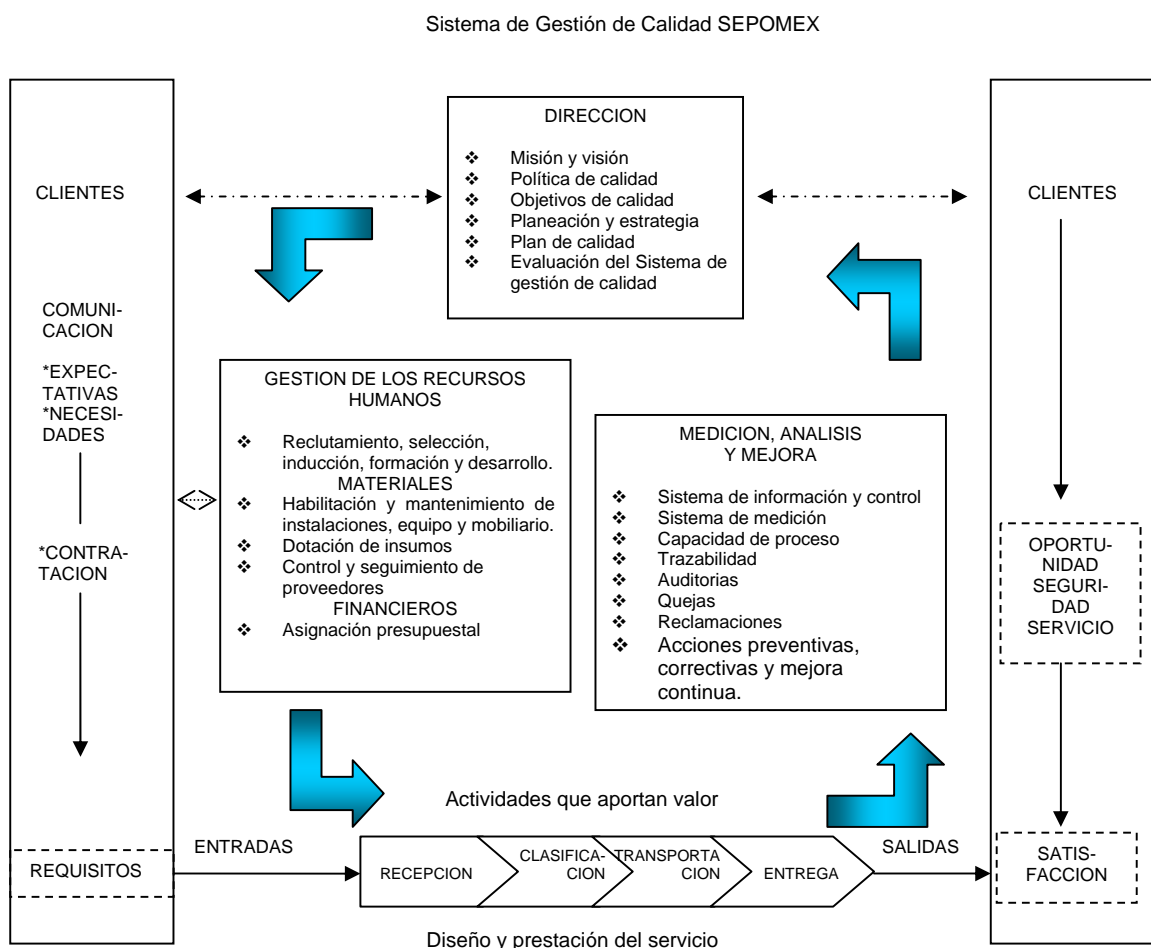 Sistema de Gestión de Calidad SEPOMEX
CLIENTES
COMUNI-
CACION
*EXPEC-
TATIVAS
*NECESI-
DADES
*CONTRA-
TACION
REQUISITOS
DIRECCION
❖ Misión y visión
❖ Política de calidad
❖ Objetivos de calidad
❖ Planeación y estrategia
❖ Plan de calidad
❖ Evaluación del Sistema de
gestión de calidad
GESTION DE LOS RECURSOS
HUMANOS
❖ Reclutamiento, selección,
inducción, formación y desarrollo.
MATERIALES
❖ Habilitación y mantenimiento de
instalaciones, equipo y mobiliario.
❖ Dotación de insumos
❖ Control y seguimiento de
proveedores
FINANCIEROS
❖ Asignación presupuestal
MEDICION, ANALISIS
Y MEJORA
❖ Sistema de información y control
❖ Sistema de medición
❖ Capacidad de proceso
❖ Trazabilidad
❖ Auditorias
❖ Quejas
❖ Reclamaciones
❖ Acciones preventivas,
correctivas y mejora
continua.
CLIENTES
OPORTU-
NIDAD
SEGURI-
DAD
SERVICIO
SATIS-
FACCION
Actividades que aportan valor
ENTRADAS
RECEPCION
CLASIFICA-
CION
TRANSPORTA
CION
ENTREGA
SALIDAS
Diseño y prestación del servicio